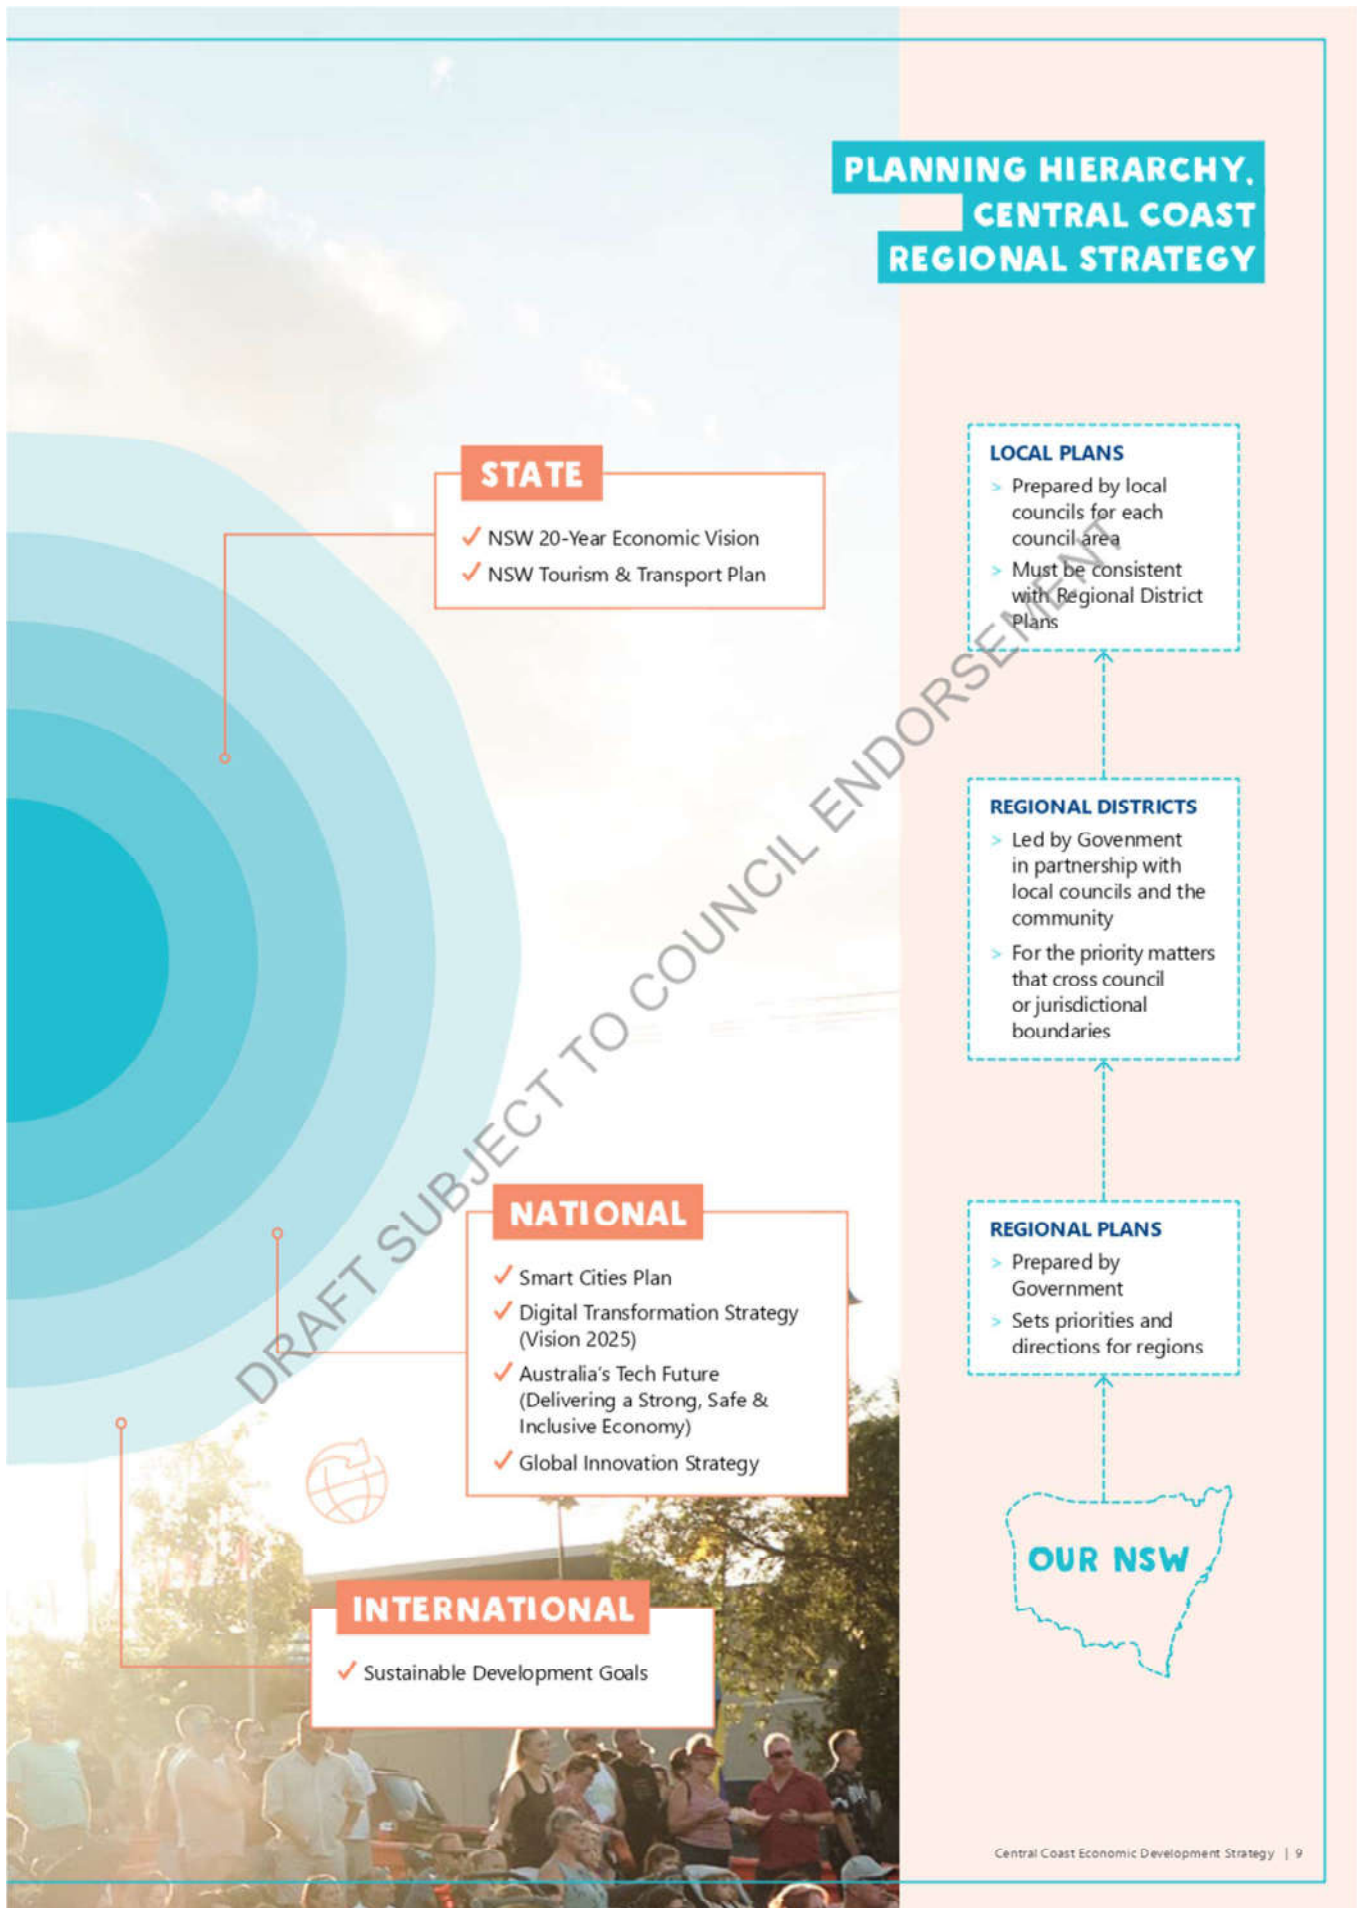 PLANNING HIERARCHY,
CENTRAL COAST
REGIONAL STRATEGY
STATE
✓ NSW 20-Year Economic Vision
✓ NSW Tourism & Transport Plan
NATIONAL
✓ Smart Cities Plan
✓ Digital Transformation Strategy
(Vision 2025)
✓ Australia's Tech Future
(Delivering a Strong, Safe &
Inclusive Economy)
✓ Global Innovation Strategy
INTERNATIONAL
✓ Sustainable Development Goals
LOCAL PLANS
> Prepared by local
councils for each
council area
> Must be consistent
with Regional District
Plans
REGIONAL DISTRICTS
> Led by Govenment
in partnership with
local councils and the
community
> For the priority matters
that cross council
or jurisdictional
boundaries
REGIONAL PLANS
> Prepared by
Government
> Sets priorities and
directions for regions
OUR NSW
DRAFT SUBJECT TO COUNCIL ENDORSEMENT
Central Coast Economic Development Strategy | 9